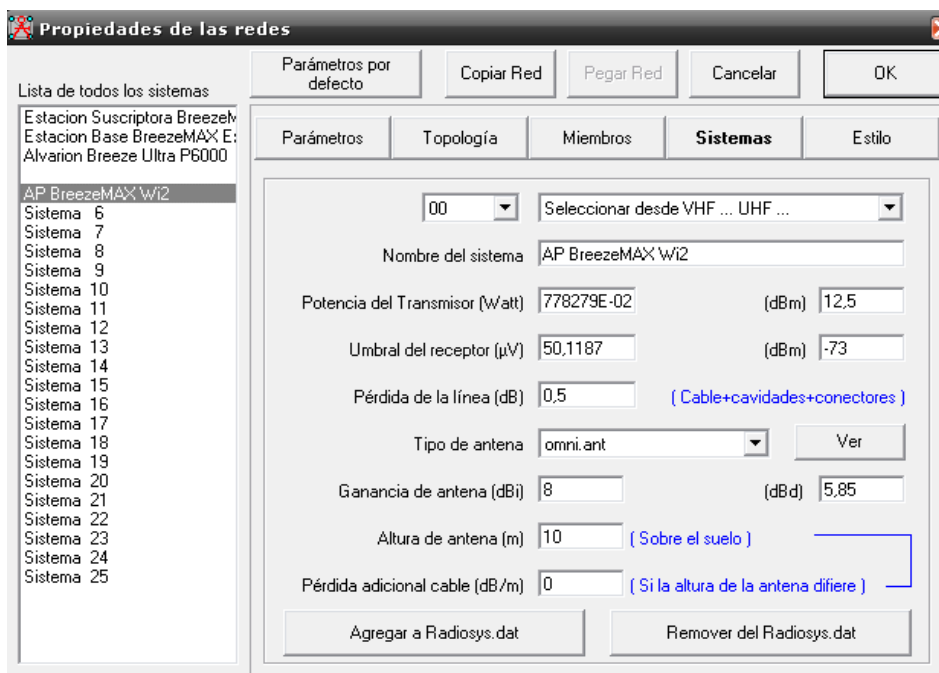 Propiedades de las redes
Parámetros por defecto
Copiar Red
Pegar Red
Cancelar
OK
Lista de todos los sistemas
Estacion Suscriptora BreezeM
Estacion Base BreezeMAX E
Alvarion Breeze Ultra P6000
AP BreezeMAX Wi2
Sistema 6
Sistema 7
Sistema 8
Sistema 9
Sistema 10
Sistema 11
Sistema 12
Sistema 13
Sistema 14
Sistema 15
Sistema 16
Sistema 17
Sistema 18
Sistema 19
Sistema 20
Sistema 21
Sistema 22
Sistema 23
Sistema 24
Sistema 25
Parámetros
Topología
Miembros
Sistemas
Estilo
00
Seleccionar desde VHF ... UHF ...
Nombre del sistema AP BreezeMAX Wi2
Potencia del Transmisor (Watt) 778279E-02 (dBm) 12,5
Umbral del receptor (µV) 50,1187 (dBm) -73
Pérdida de la línea (dB) 0,5 ( Cable+cavidades+conectores )
Tipo de antena omni.ant Ver
Ganancia de antena (dBi) 8 (dBd) 5,85
Altura de antena (m) 10 ( Sobre el suelo )
Pérdida adicional cable (dB/m) 0 ( Si la altura de la antena difiere )
Agregar a Radiosys.dat
Remover del Radiosys.dat